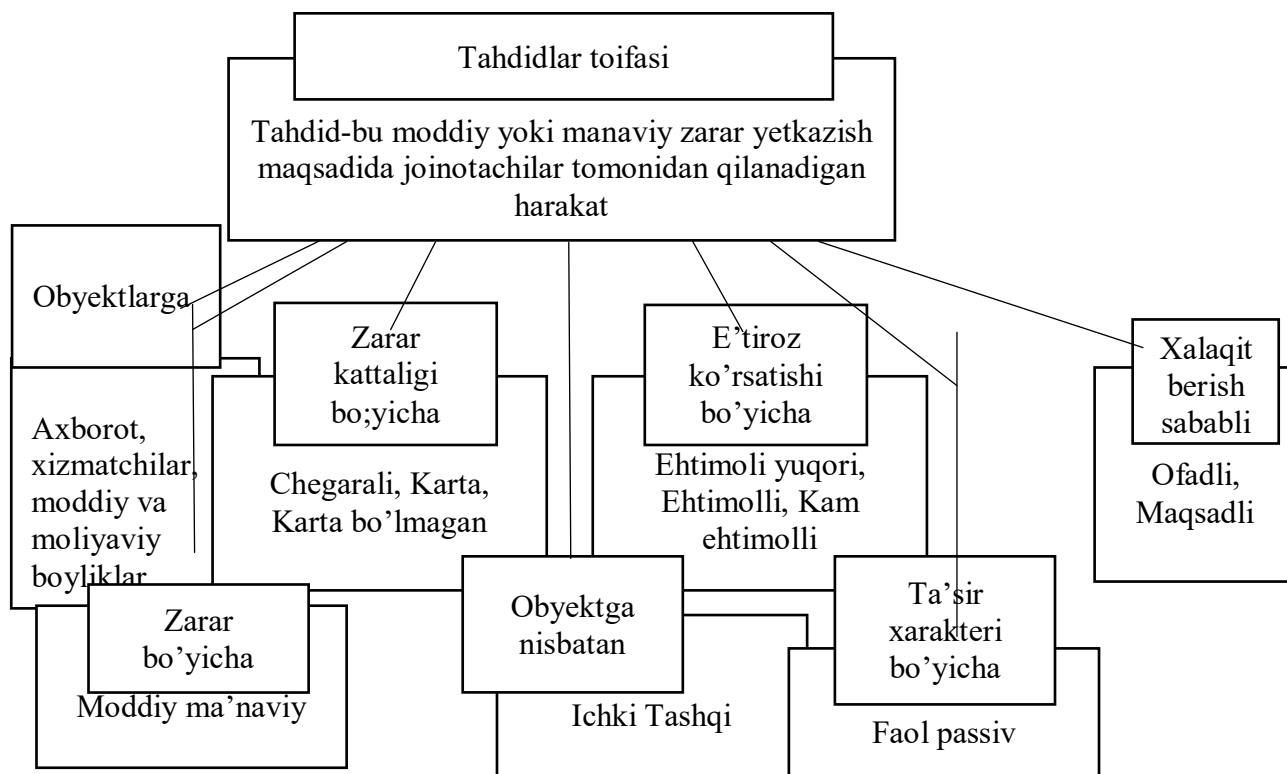 Tahdidlar toifasi
Tahdid-bu moddiy yoki manaviy zarar yetkazish
maqsadida joinotachilar tomonidan qilanadigan
harakat
Obyektlarga
Axborot,
xizmatchilar,
moddiy va
moliyaviy
boyliklar
Zarar
kattaligi
bo;yicha
Chegarali, Karta,
Karta bo’lmagan
E’tiroz
ko’rsatishi
bo’yicha
Ehtimoli yuqori,
Ehtimolli, Kam
ehtimolli
Xalaqit
berish
sababli
Ofadli,
Maqsadli
Zarar
bo’yicha
Moddiy ma’naviy
Obyektga
nisbatan
Ichki Tashqi
Ta’sir
xarakteri
bo’yicha
Faol passiv